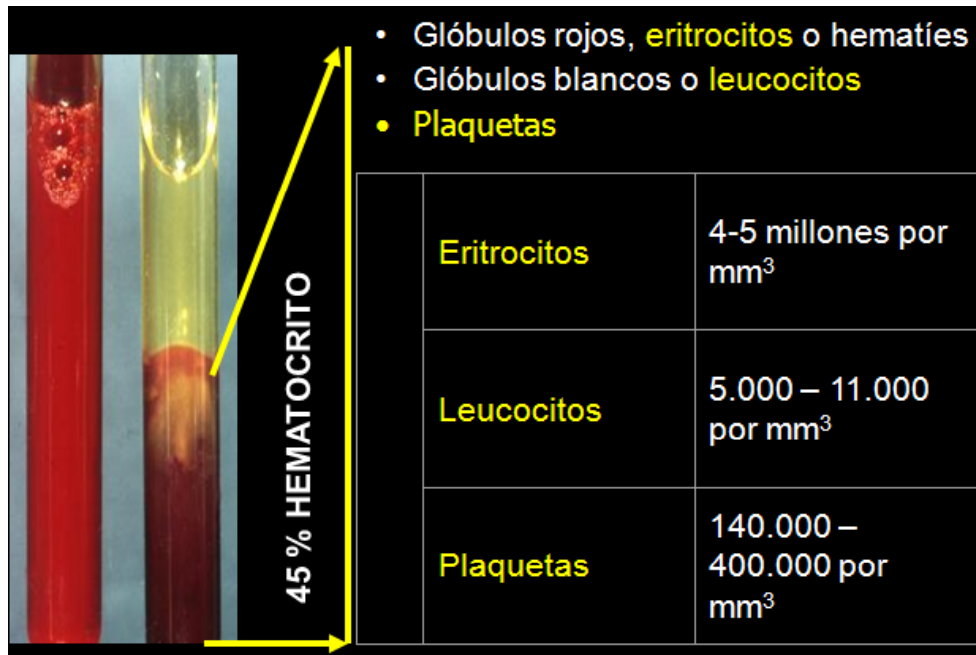 • Glóbulos rojos, eritrocitos o hematíes
• Glóbulos blancos o leucocitos
• Plaquetas
45 % HEMATOCRITO
Eritrocitos
4-5 millones por
mm³
Leucocitos
5.000 – 11.000
por mm³
Plaquetas
140.000 –
400.000 por
mm³